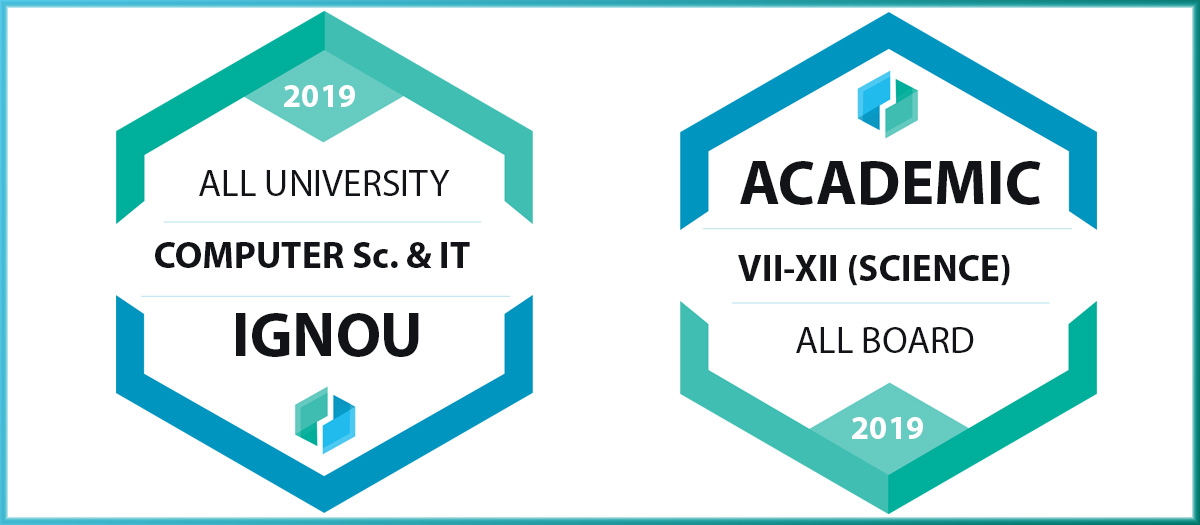 2019
ALL UNIVERSITY
COMPUTER Sc. & IT
IGNOU
ACADEMIC
VII-XII (SCIENCE)
ALL BOARD
2019